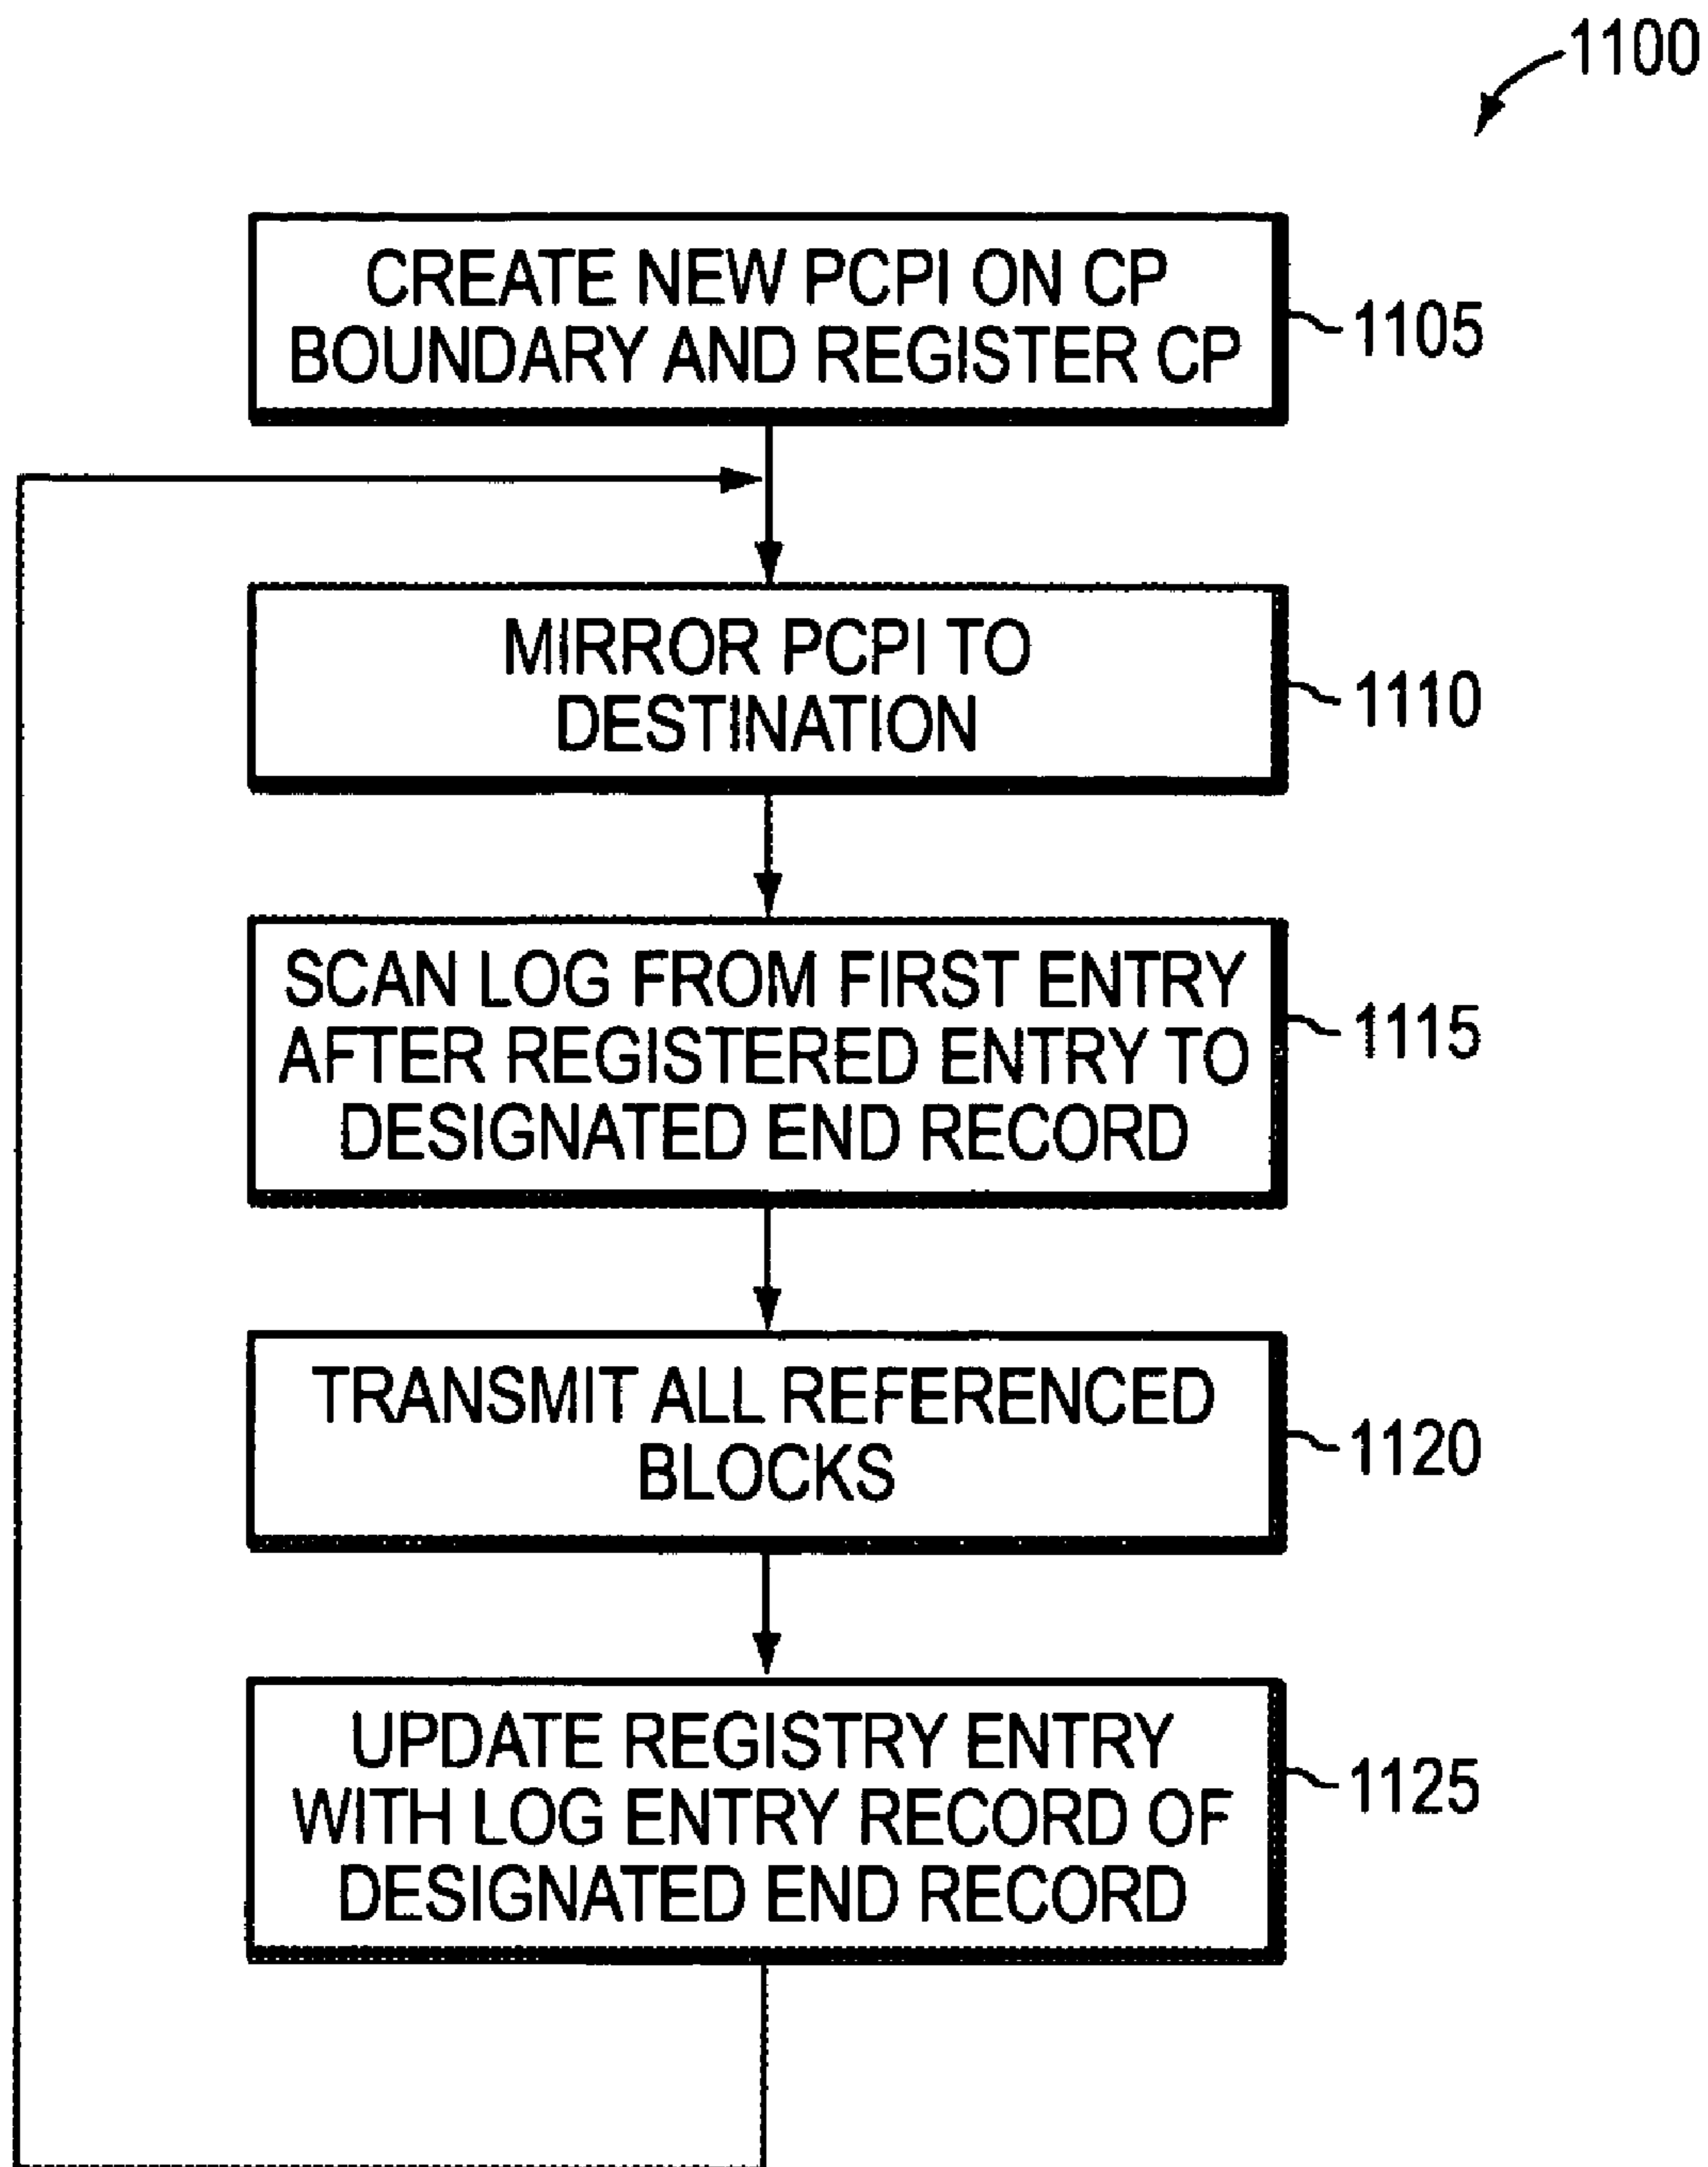 1100
CREATE NEW PCPI ON CP
BOUNDARY AND REGISTER CP
1105
MIRROR PCPI TO
DESTINATION
1110
SCAN LOG FROM FIRST ENTRY
AFTER REGISTERED ENTRY TO
DESIGNATED END RECORD
1115
TRANSMIT ALL REFERENCED
BLOCKS
1120
UPDATE REGISTRY ENTRY
WITH LOG ENTRY RECORD OF
DESIGNATED END RECORD
1125